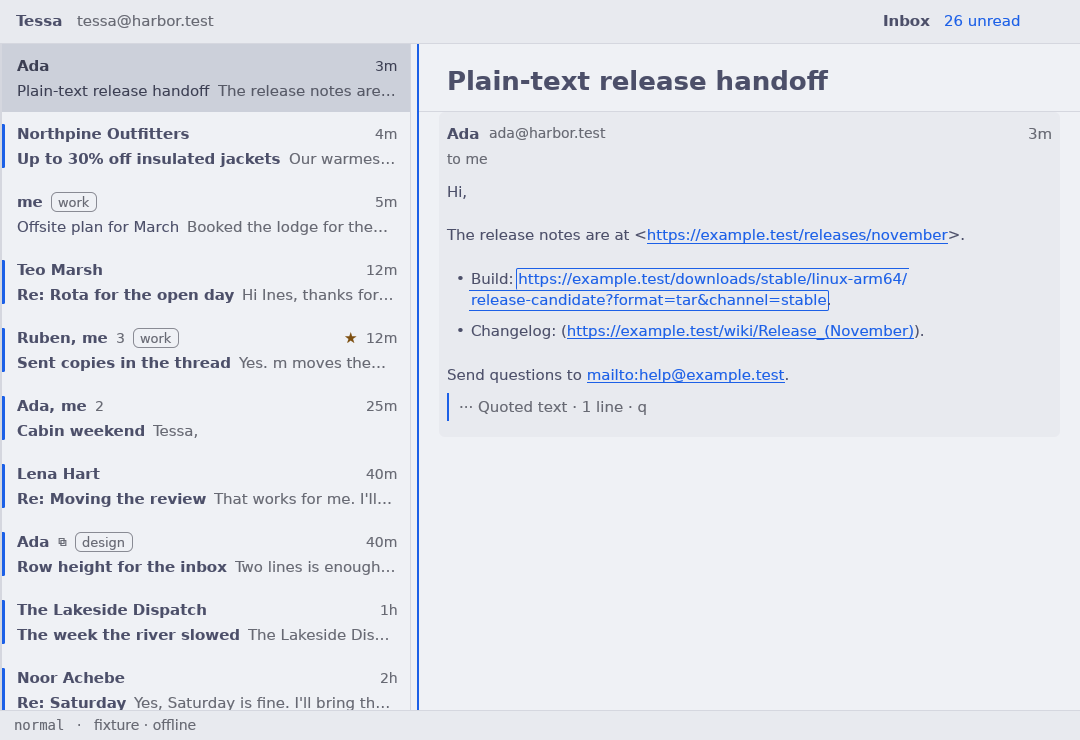 Tessa tessa@harbor.test
Inbox 26 unread
Ada 3m
Plain-text release handoff The release notes are…
Northpine Outfitters 4m
Up to 30% off insulated jackets Our warmes…
me work 5m
Offsite plan for March Booked the lodge for the…
Teo Marsh 12m
Re: Rota for the open day Hi Ines, thanks for…
Ruben, me 3 work ★ 12m
Sent copies in the thread Yes. m moves the…
Ada, me 2 25m
Cabin weekend Tessa,
Lena Hart 40m
Re: Moving the review That works for me. I'll…
Ada design 40m
Row height for the inbox Two lines is enough…
The Lakeside Dispatch 1h
The week the river slowed The Lakeside Dis…
Noor Achebe 2h
Re: Saturday Yes, Saturday is fine. I'll bring th…
Plain-text release handoff
Ada ada@harbor.test 3m
to me
Hi,
The release notes are at <https://example.test/releases/november>.
• Build: https://example.test/downloads/stable/linux-arm64/
release-candidate?format=tar&channel=stable.
• Changelog: (https://example.test/wiki/Release_(November)).
Send questions to mailto:help@example.test.
··· Quoted text · 1 line · q
normal · fixture · offline